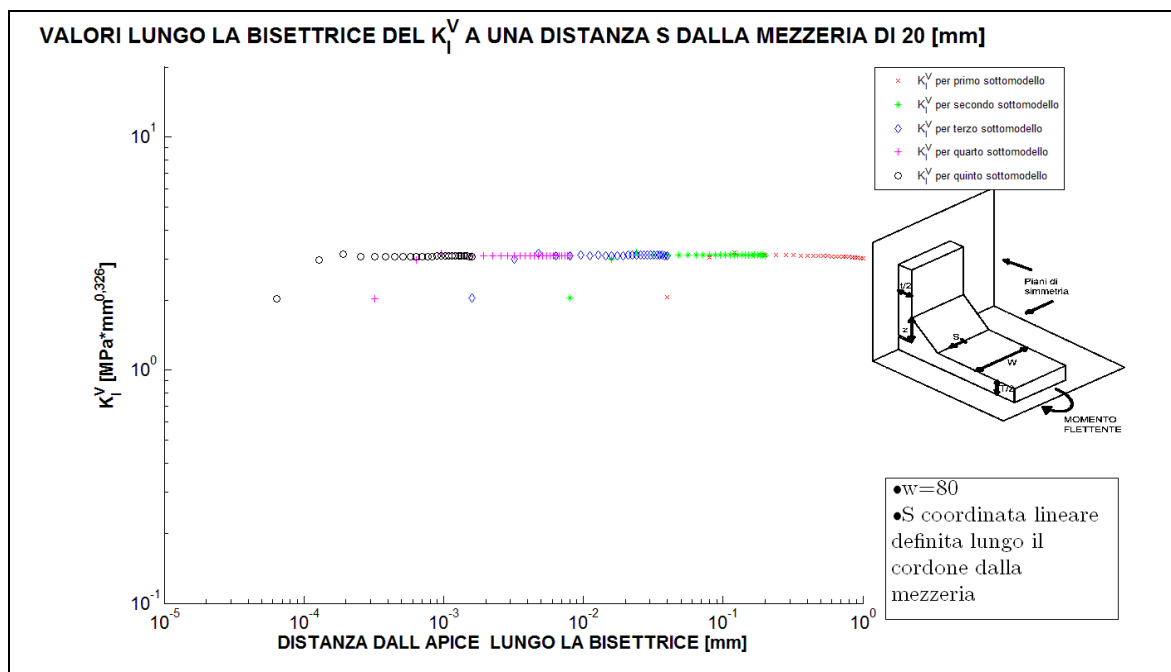 VALORI LUNGO LA BISETTRICE DEL K_I^V A UNA DISTANZA S DALLA MEZZERIA DI 20 [mm]
K_I^V per primo sottomodello
K_I^V per secondo sottomodello
K_I^V per terzo sottomodello
K_I^V per quarto sottomodello
K_I^V per quinto sottomodello
10^1
10^0
10^-1
K_I^V [MPa*mm^0,326]
10^-5
10^-4
10^-3
10^-2
10^-1
10^0
DISTANZA DALL APICE LUNGO LA BISETTRICE [mm]
t/2
z
S
W
T/2
Piani di
simmetria
MOMENTO
FLETTENTE
•w=80
•S coordinata lineare
definita lungo il
cordone dalla
mezzeria